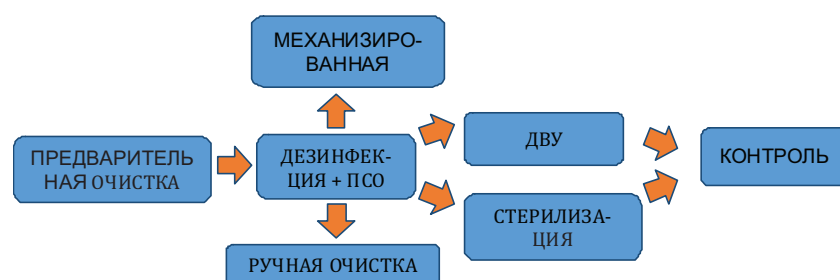 МЕХАНИЗИРО-
ВАННАЯ
ПРЕДВАРИТЕЛЬ
НАЯ ОЧИСТКА
ДЕЗИНФЕК-
ЦИЯ + ПСО
ДВУ
СТЕРИЛИЗА-
ЦИЯ
КОНТРОЛЬ
РУЧНАЯ ОЧИСТКА